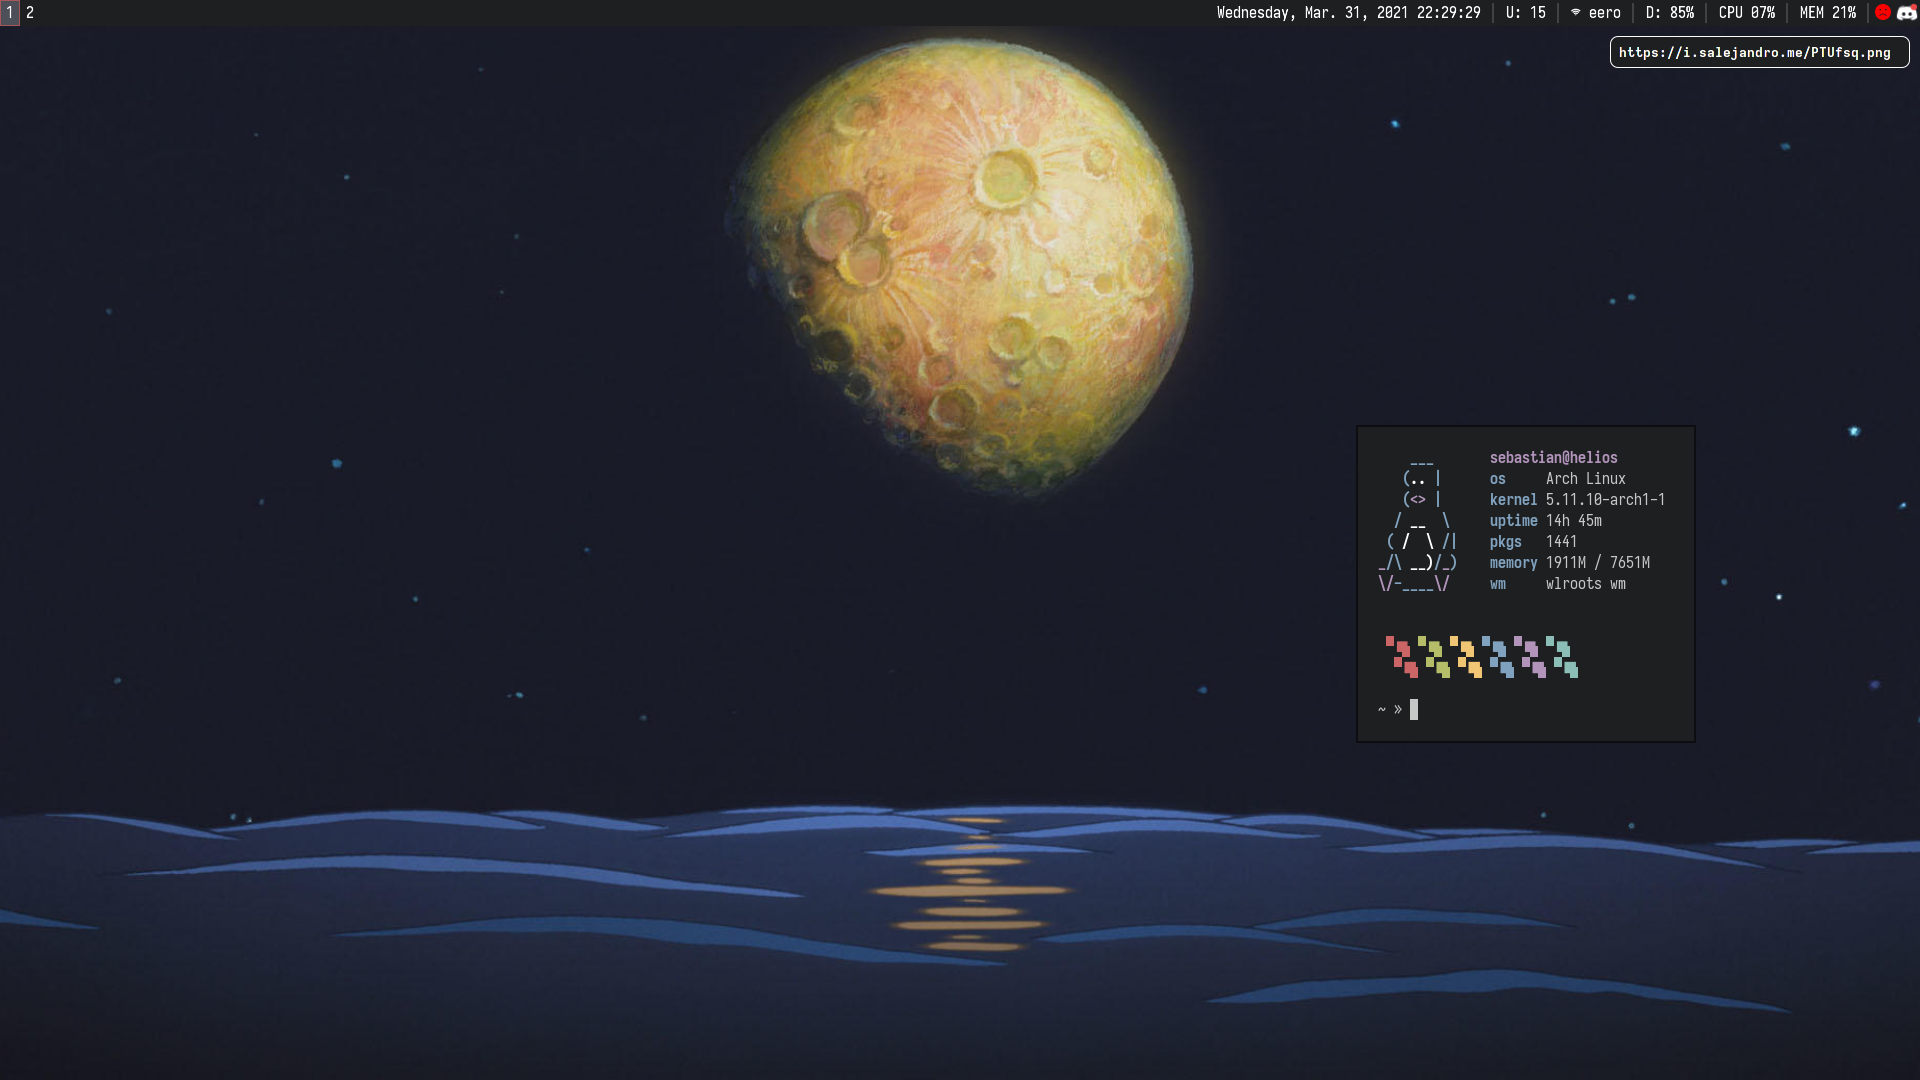 1 2 Wednesday, Mar. 31, 2021 22:29:29 | U: 15 | eero | D: 85% | CPU 07% | MEM 21% |
https://i.salejandro.me/PTUfsq.png
sebastian@helios
os Arch Linux
kernel 5.11.10-arch1-1
uptime 14h 45m
pkgs 1441
memory 1911M / 7651M
wm wlroots wm
~ »